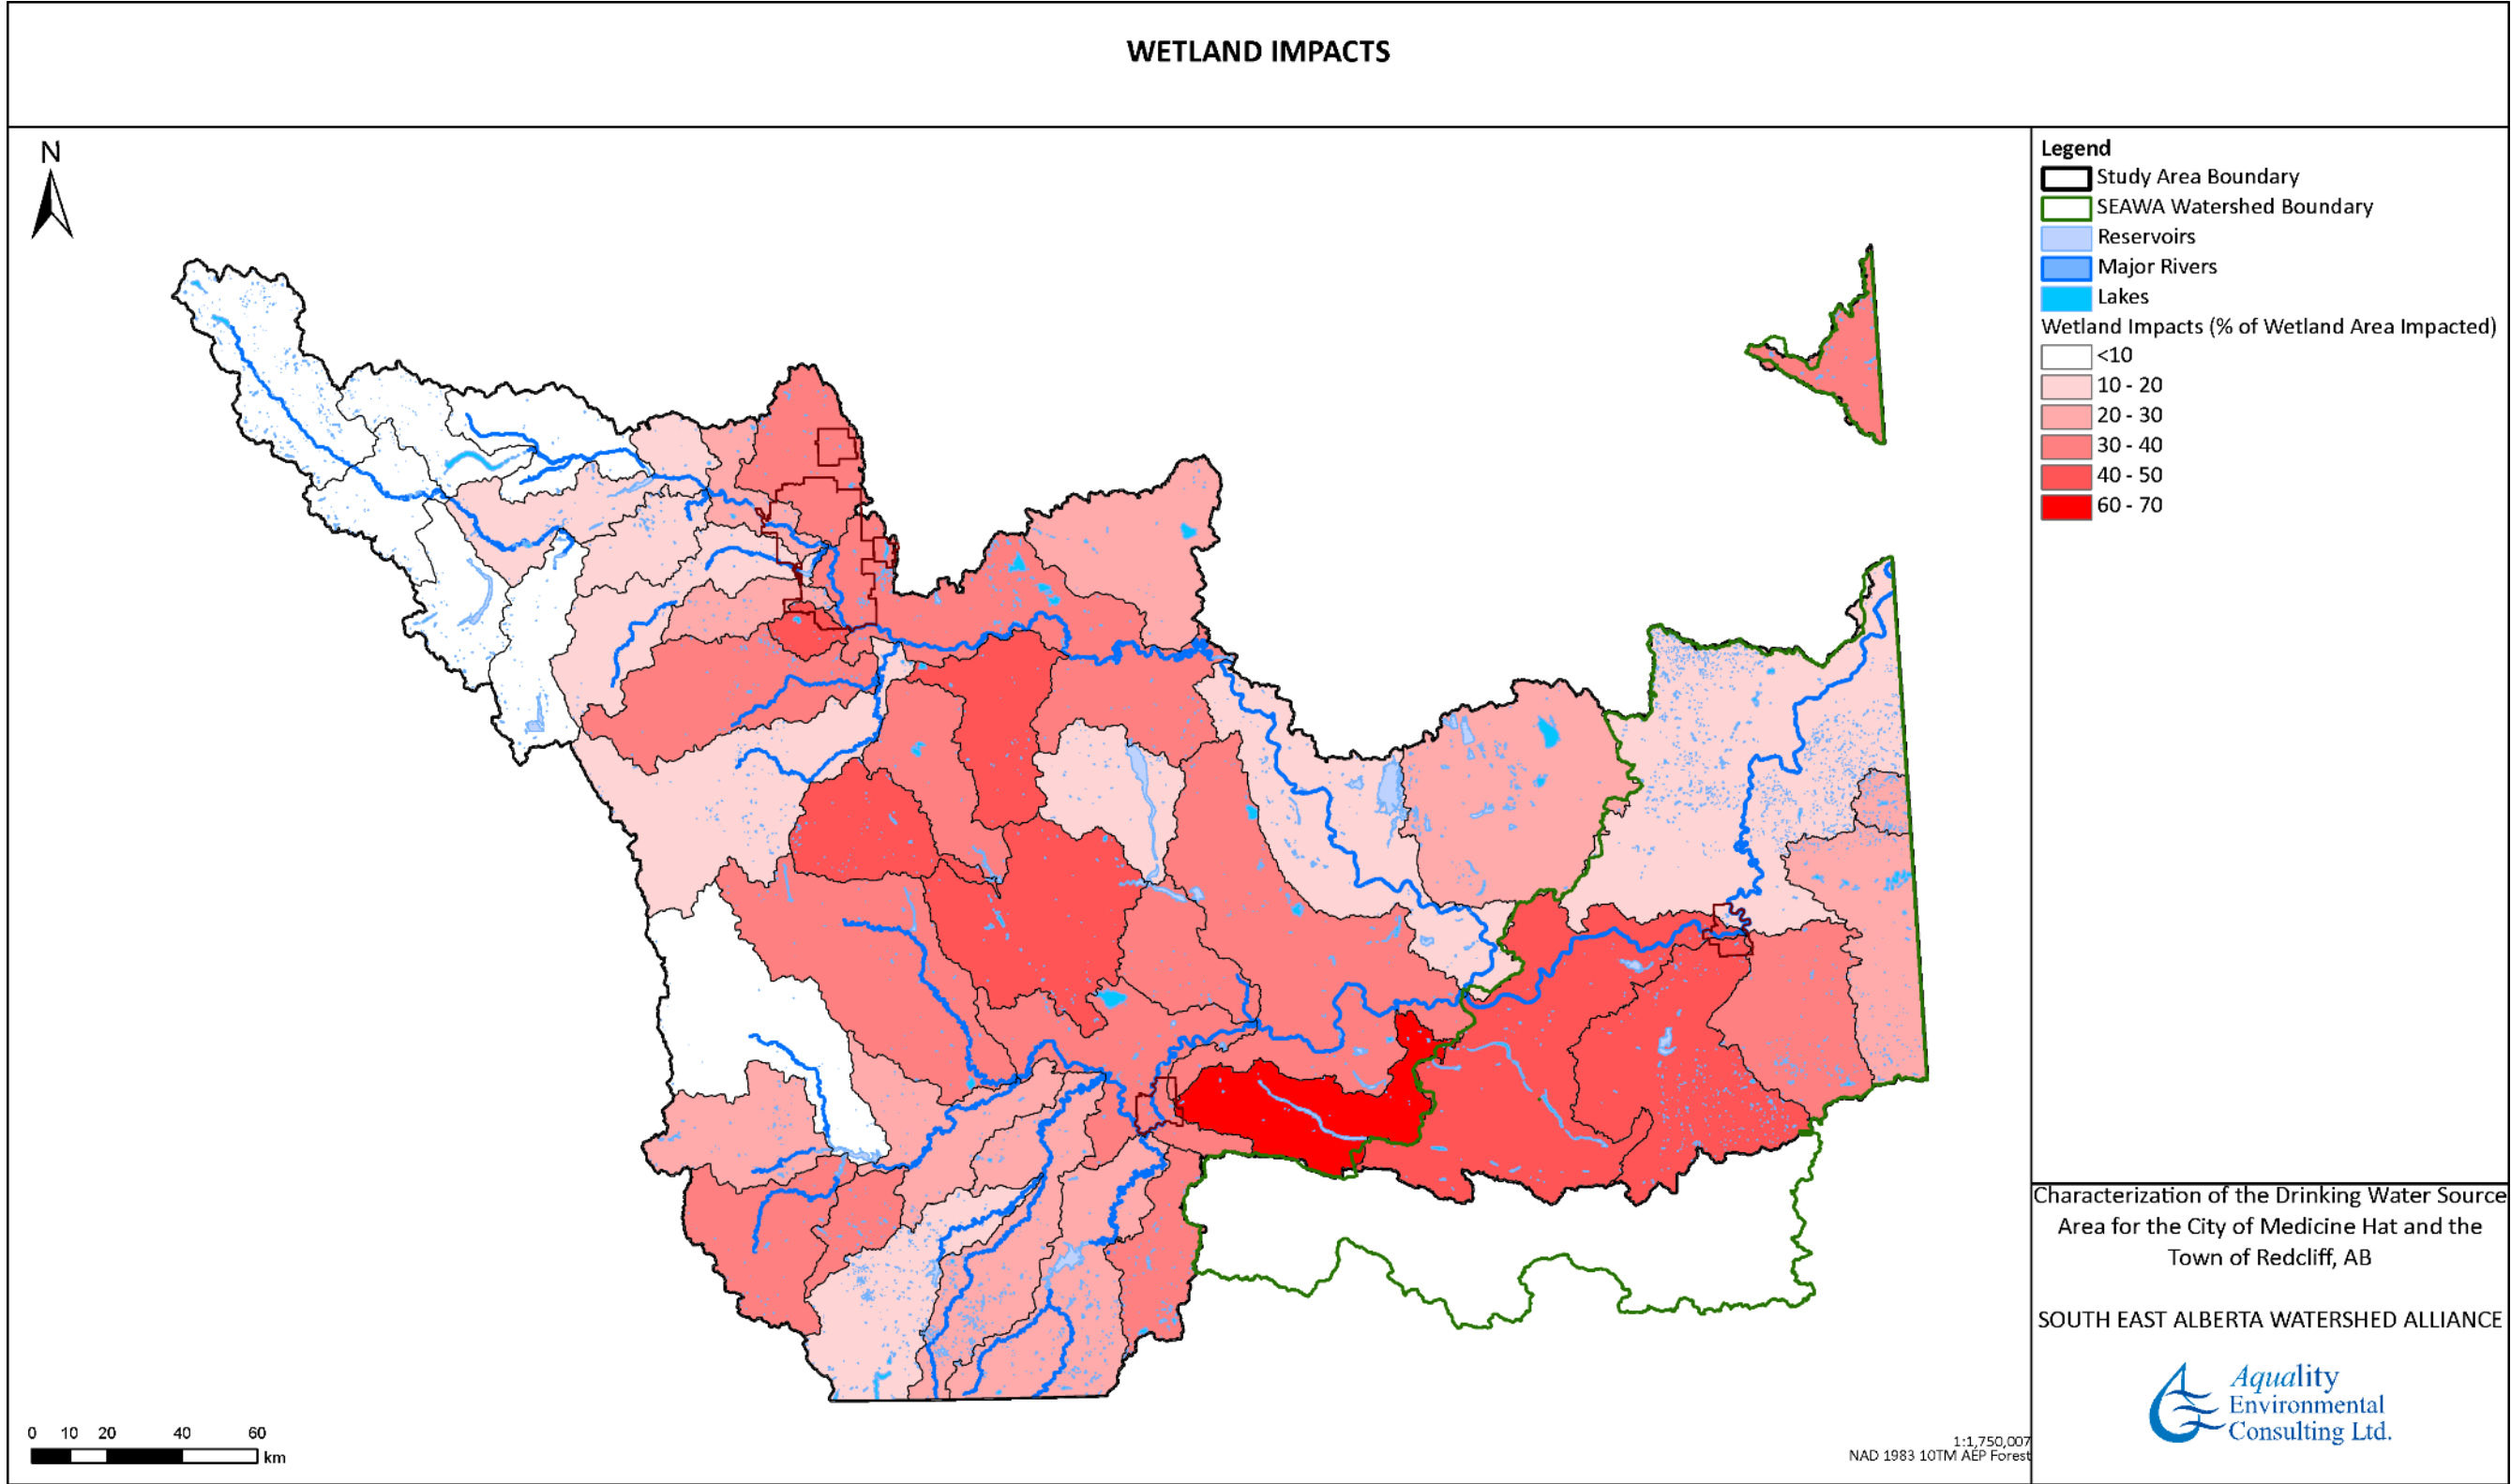 WETLAND IMPACTS
N
Legend
Study Area Boundary
SEAWA Watershed Boundary
Reservoirs
Major Rivers
Lakes
Wetland Impacts (% of Wetland Area Impacted)
<10
10 - 20
20 - 30
30 - 40
40 - 50
60 - 70
Characterization of the Drinking Water Source
Area for the City of Medicine Hat and the
Town of Redcliff, AB
SOUTH EAST ALBERTA WATERSHED ALLIANCE
Aquality
Environmental
Consulting Ltd.
0 10 20 40 60
km
1:1,750,007
NAD 1983 10TM AEP Forest